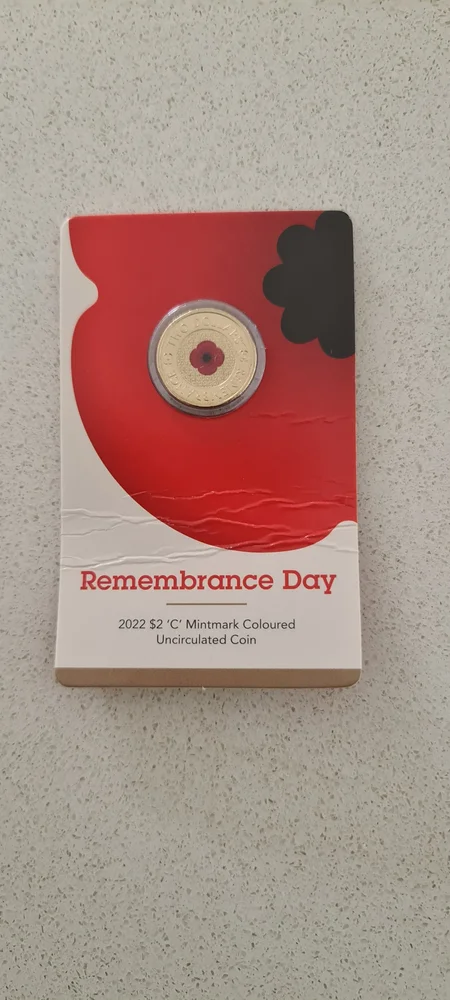 Remembrance Day
2022 $2 ‘C’ Mintmark Coloured
Uncirculated Coin